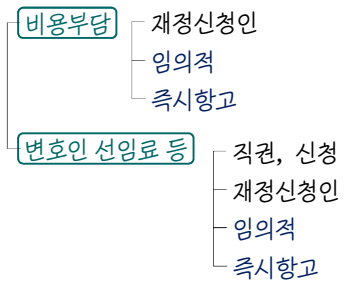 비용부담
재정신청인
임의적
즉시항고
변호인 선임료 등
직권, 신청
재정신청인
임의적
즉시항고